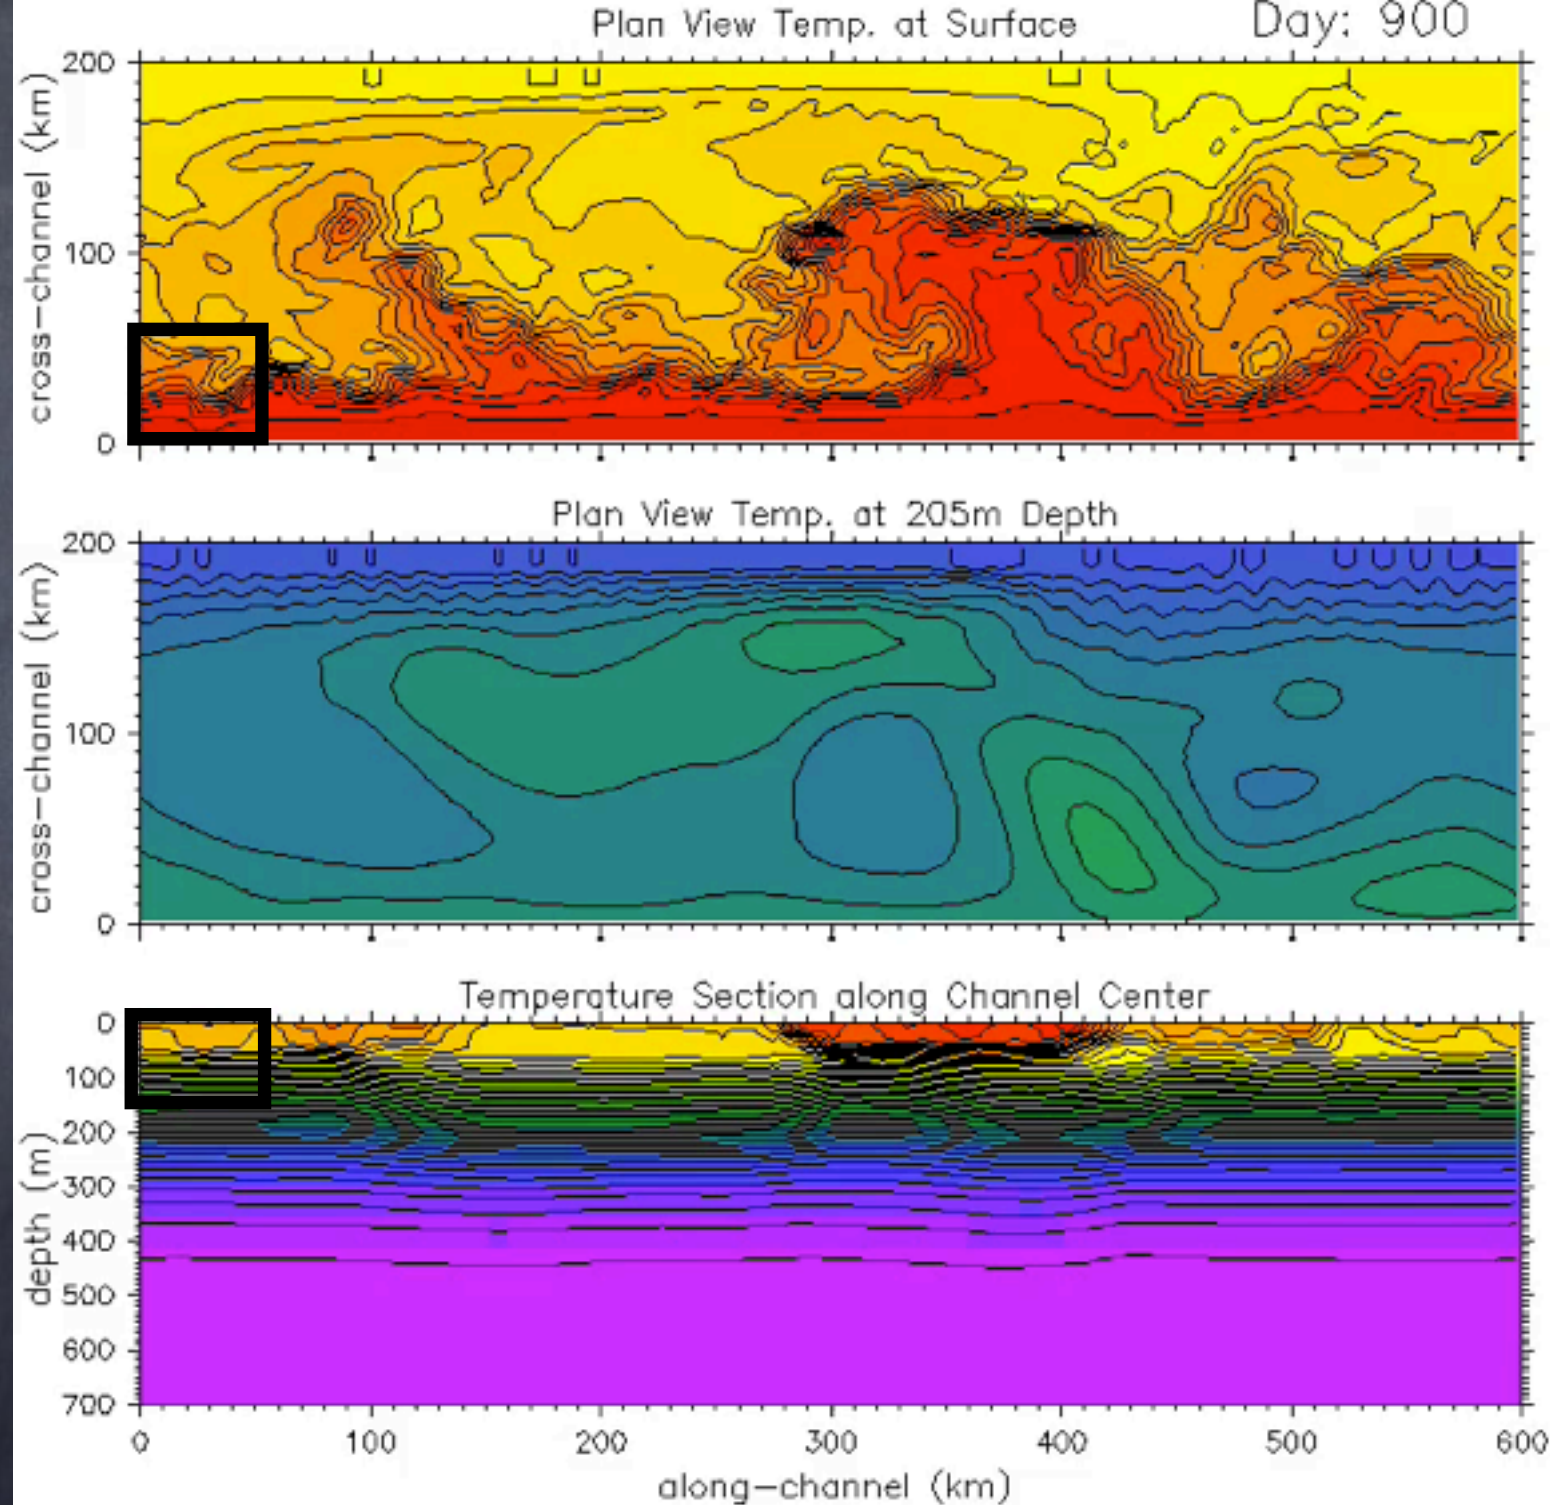 Plan View Temp. at Surface
Day: 900
200
100
0
cross-channel (km)
Plan View Temp. at 205m Depth
200
100
0
cross-channel (km)
Temperature Section along Channel Center
0
100
200
300
400
500
600
700
depth (m)
0 100 200 300 400 500 600
along-channel (km)